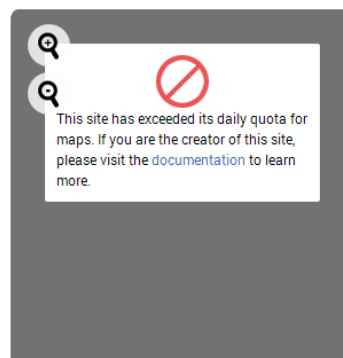 This site has exceeded its daily quota for
maps. If you are the creator of this site,
please visit the documentation to learn
more.